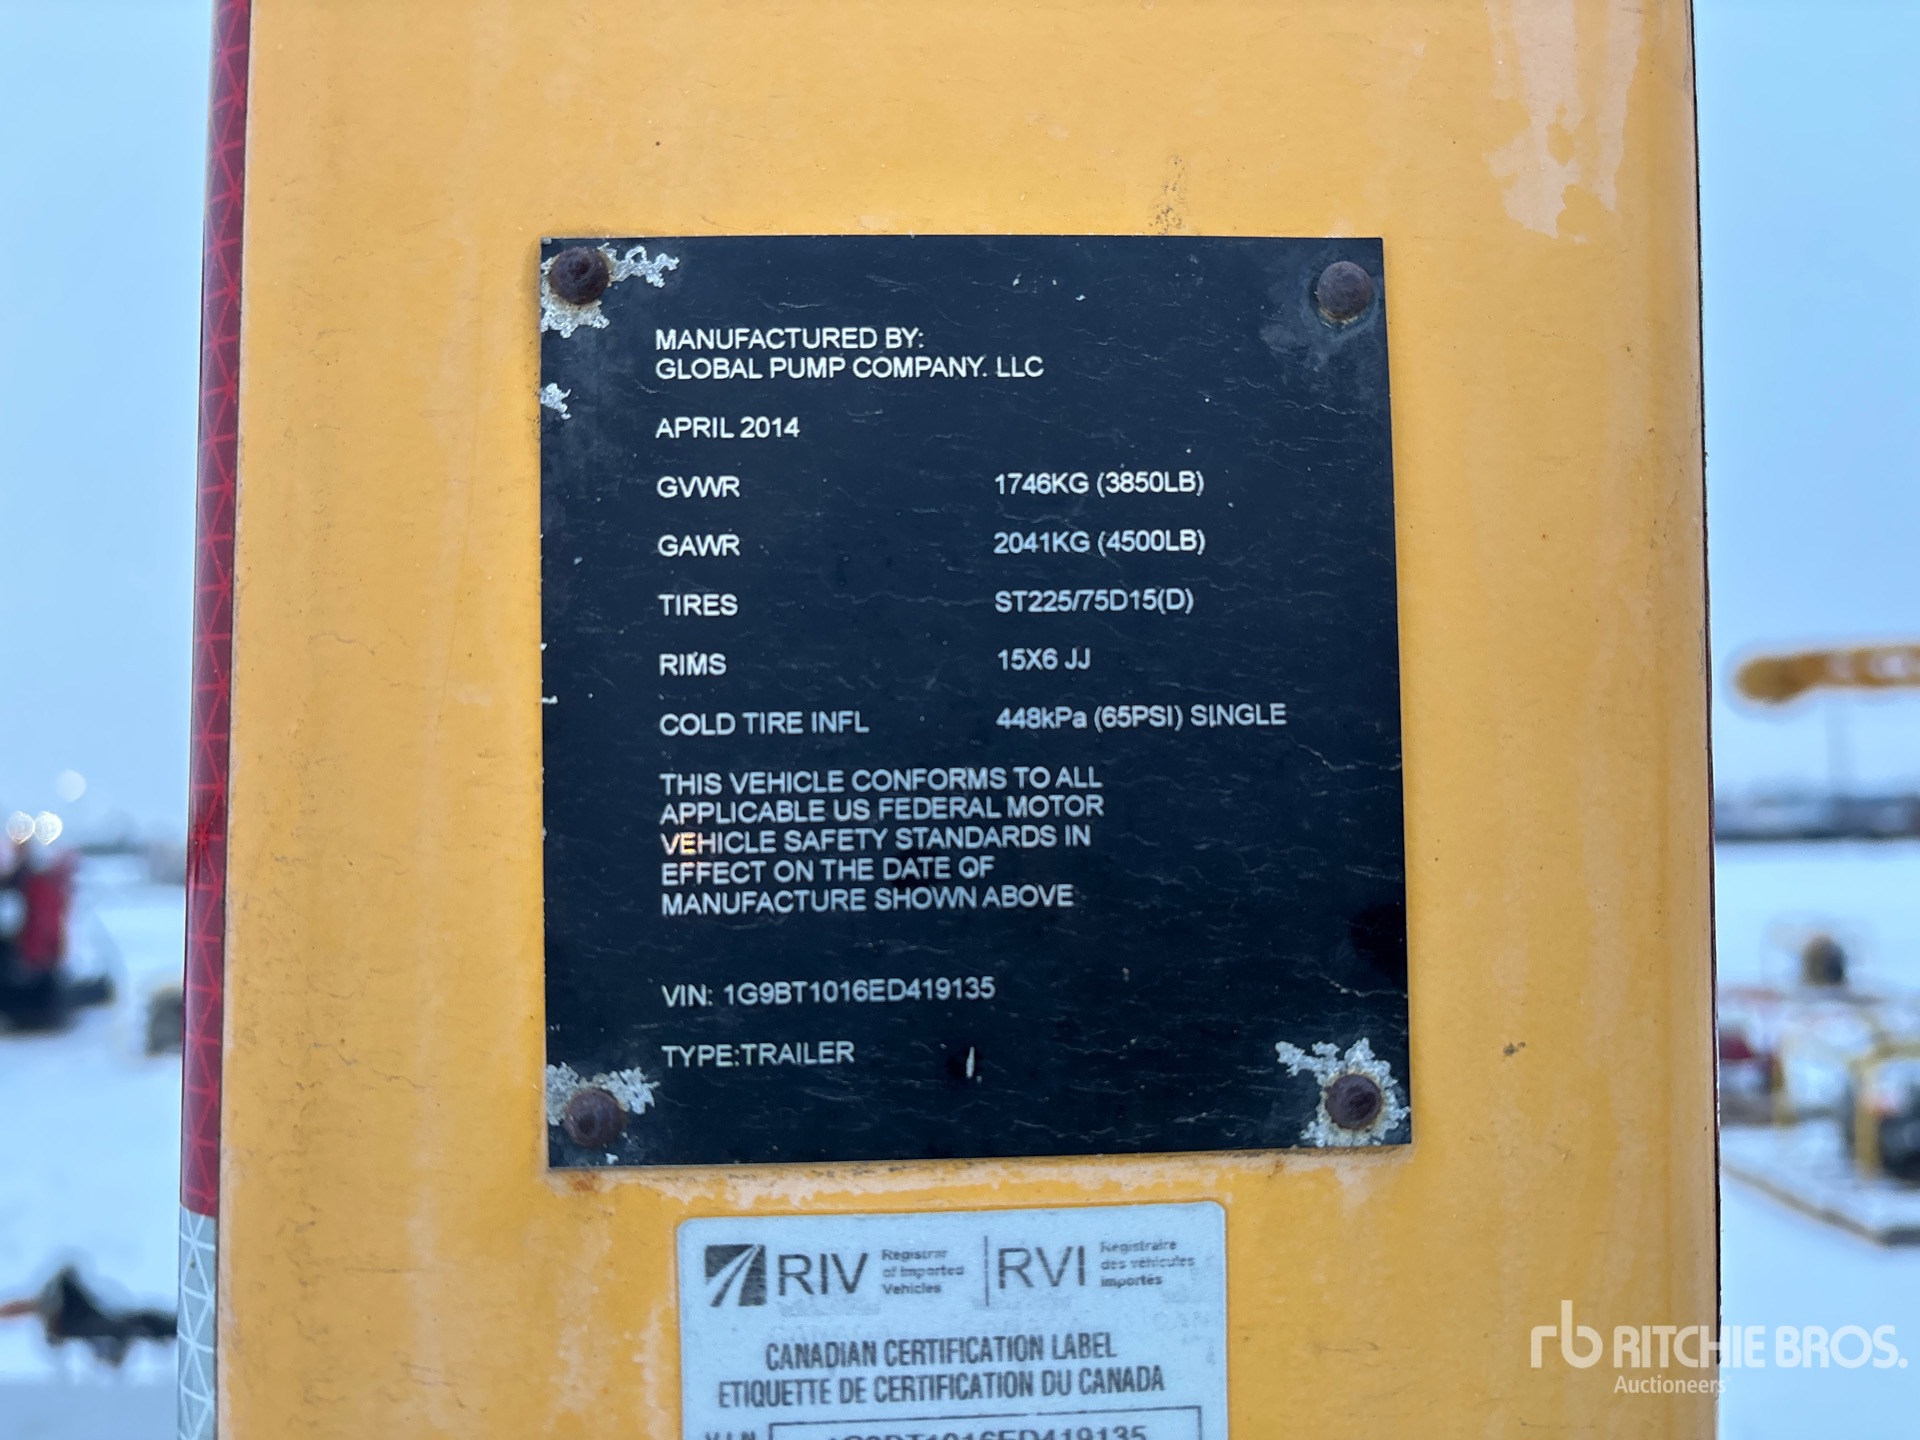 MANUFACTURED BY:
GLOBAL PUMP COMPANY. LLC
APRIL 2014
GVWR 1746KG (3850LB)
GAWR 2041KG (4500LB)
TIRES ST225/75D15(D)
RIMS 15X6 JJ
COLD TIRE INFL 448kPa (65PSI) SINGLE
THIS VEHICLE CONFORMS TO ALL
APPLICABLE US FEDERAL MOTOR
VEHICLE SAFETY STANDARDS IN
EFFECT ON THE DATE OF
MANUFACTURE SHOWN ABOVE
VIN: 1G9BT1016ED419135
TYPE:TRAILER
RIV Registrar of Imported Vehicles RVI Registraire des véhicules importés
CANADIAN CERTIFICATION LABEL
ETIQUETTE DE CERTIFICATION DU CANADA
V.I.N. 1G9BT1016ED419135
rb RITCHIE BROS.
Auctioneers